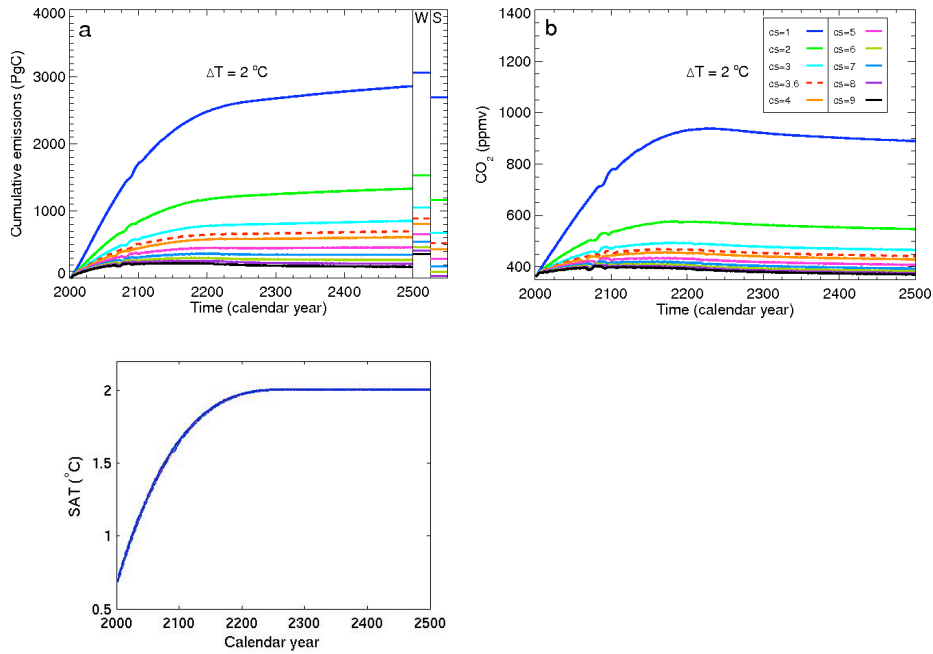 a
ΔT = 2 °C
W
S
4000
3000
2000
1000
0
Cumulative emissions (PgC)
2000
2100
2200
2300
2400
2500
Time (calendar year)
b
ΔT = 2 °C
1400
1200
1000
800
600
400
CO2 (ppmv)
2000
2100
2200
2300
2400
2500
Time (calendar year)
cs=1
cs=2
cs=3
cs=3.6
cs=4
cs=5
cs=6
cs=7
cs=8
cs=9
2
1.5
1
0.5
SAT (°C)
2000
2100
2200
2300
2400
2500
Calendar year